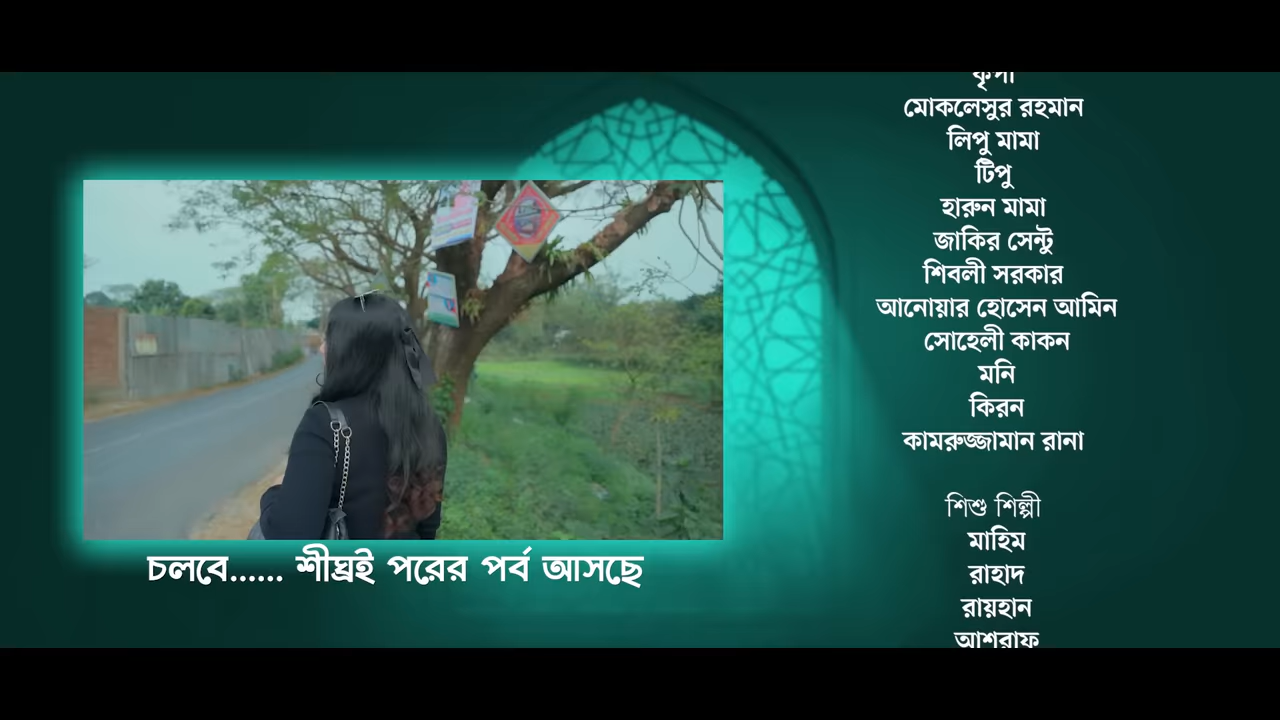 চলবে...... শীঘ্রই পরের পর্ব আসছে
কৃপা
মোকলেসুর রহমান
লিপু মামা
টিপু
হারুন মামা
জাকির সেন্টু
শিবলী সরকার
আনোয়ার হোসেন আমিন
সোহেলী কাকন
মনি
কিরন
কামরুজ্জামান রানা
শিশু শিল্পী
মাহিম
রাহাদ
রায়হান
আশরাফ